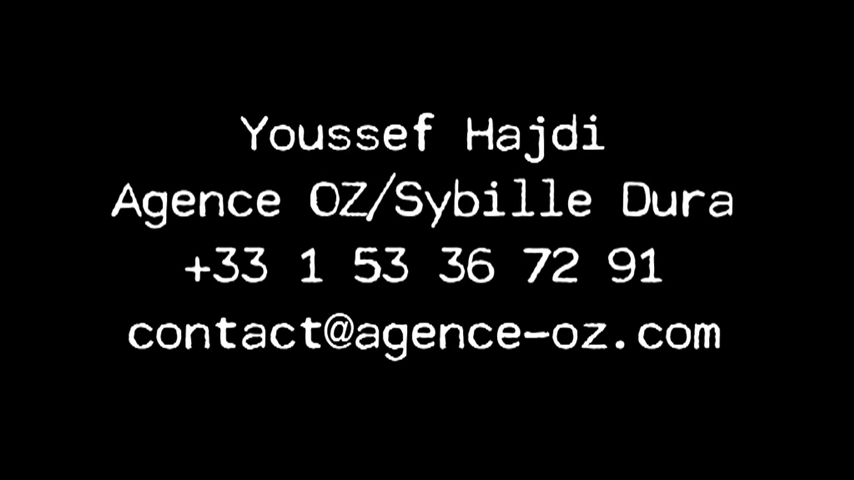 Youssef Hajdi
Agence OZ/Sybille Dura
+33 1 53 36 72 91
contact@agence-oz.com